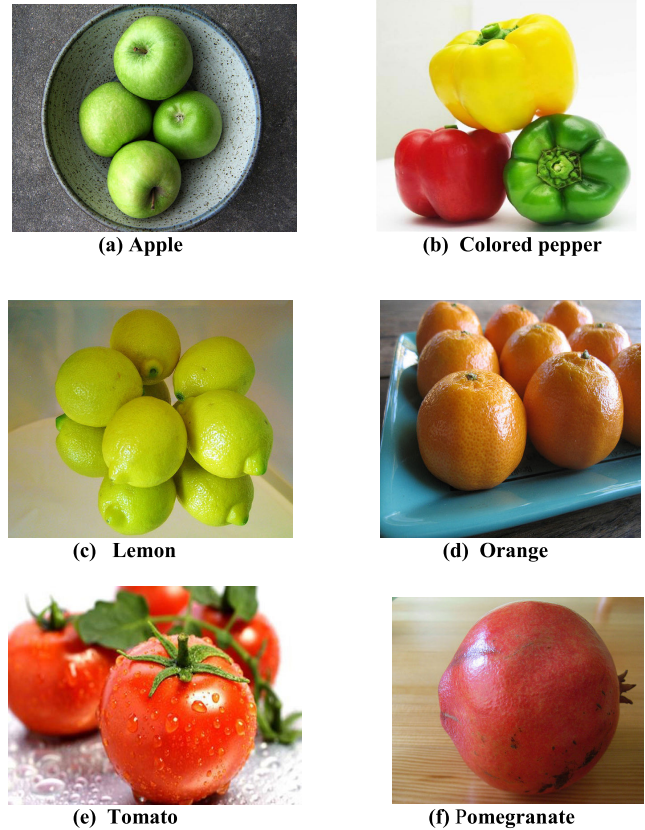 (a) Apple
(b) Colored pepper
(c) Lemon
(d) Orange
(e) Tomato
(f) Pomegranate